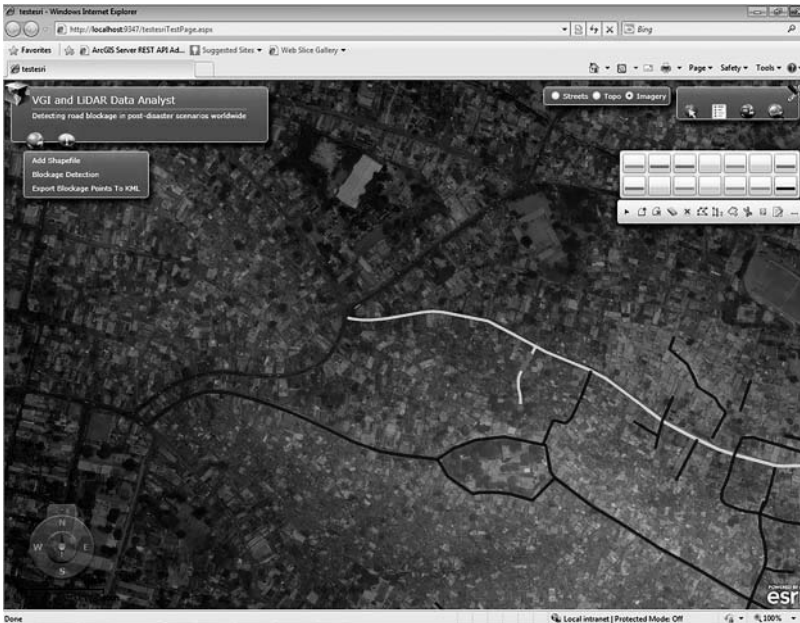 testesri - Windows Internet Explorer
http://localhost:9347/testesriTestPage.aspx
Bing
Favorites
ArcGIS Server REST API Ad...
Suggested Sites
Web Slice Gallery
testesri
Page
Safety
Tools
VGI and LiDAR Data Analyst
Detecting road blockage in post-disaster scenarios worldwide
Streets
Topo
Imagery
Add Shapefile
Blockage Detection
Export Blockage Points To KML
N
W
E
S
POWERED BY
esri
Done
Local intranet | Protected Mode: Off
100%